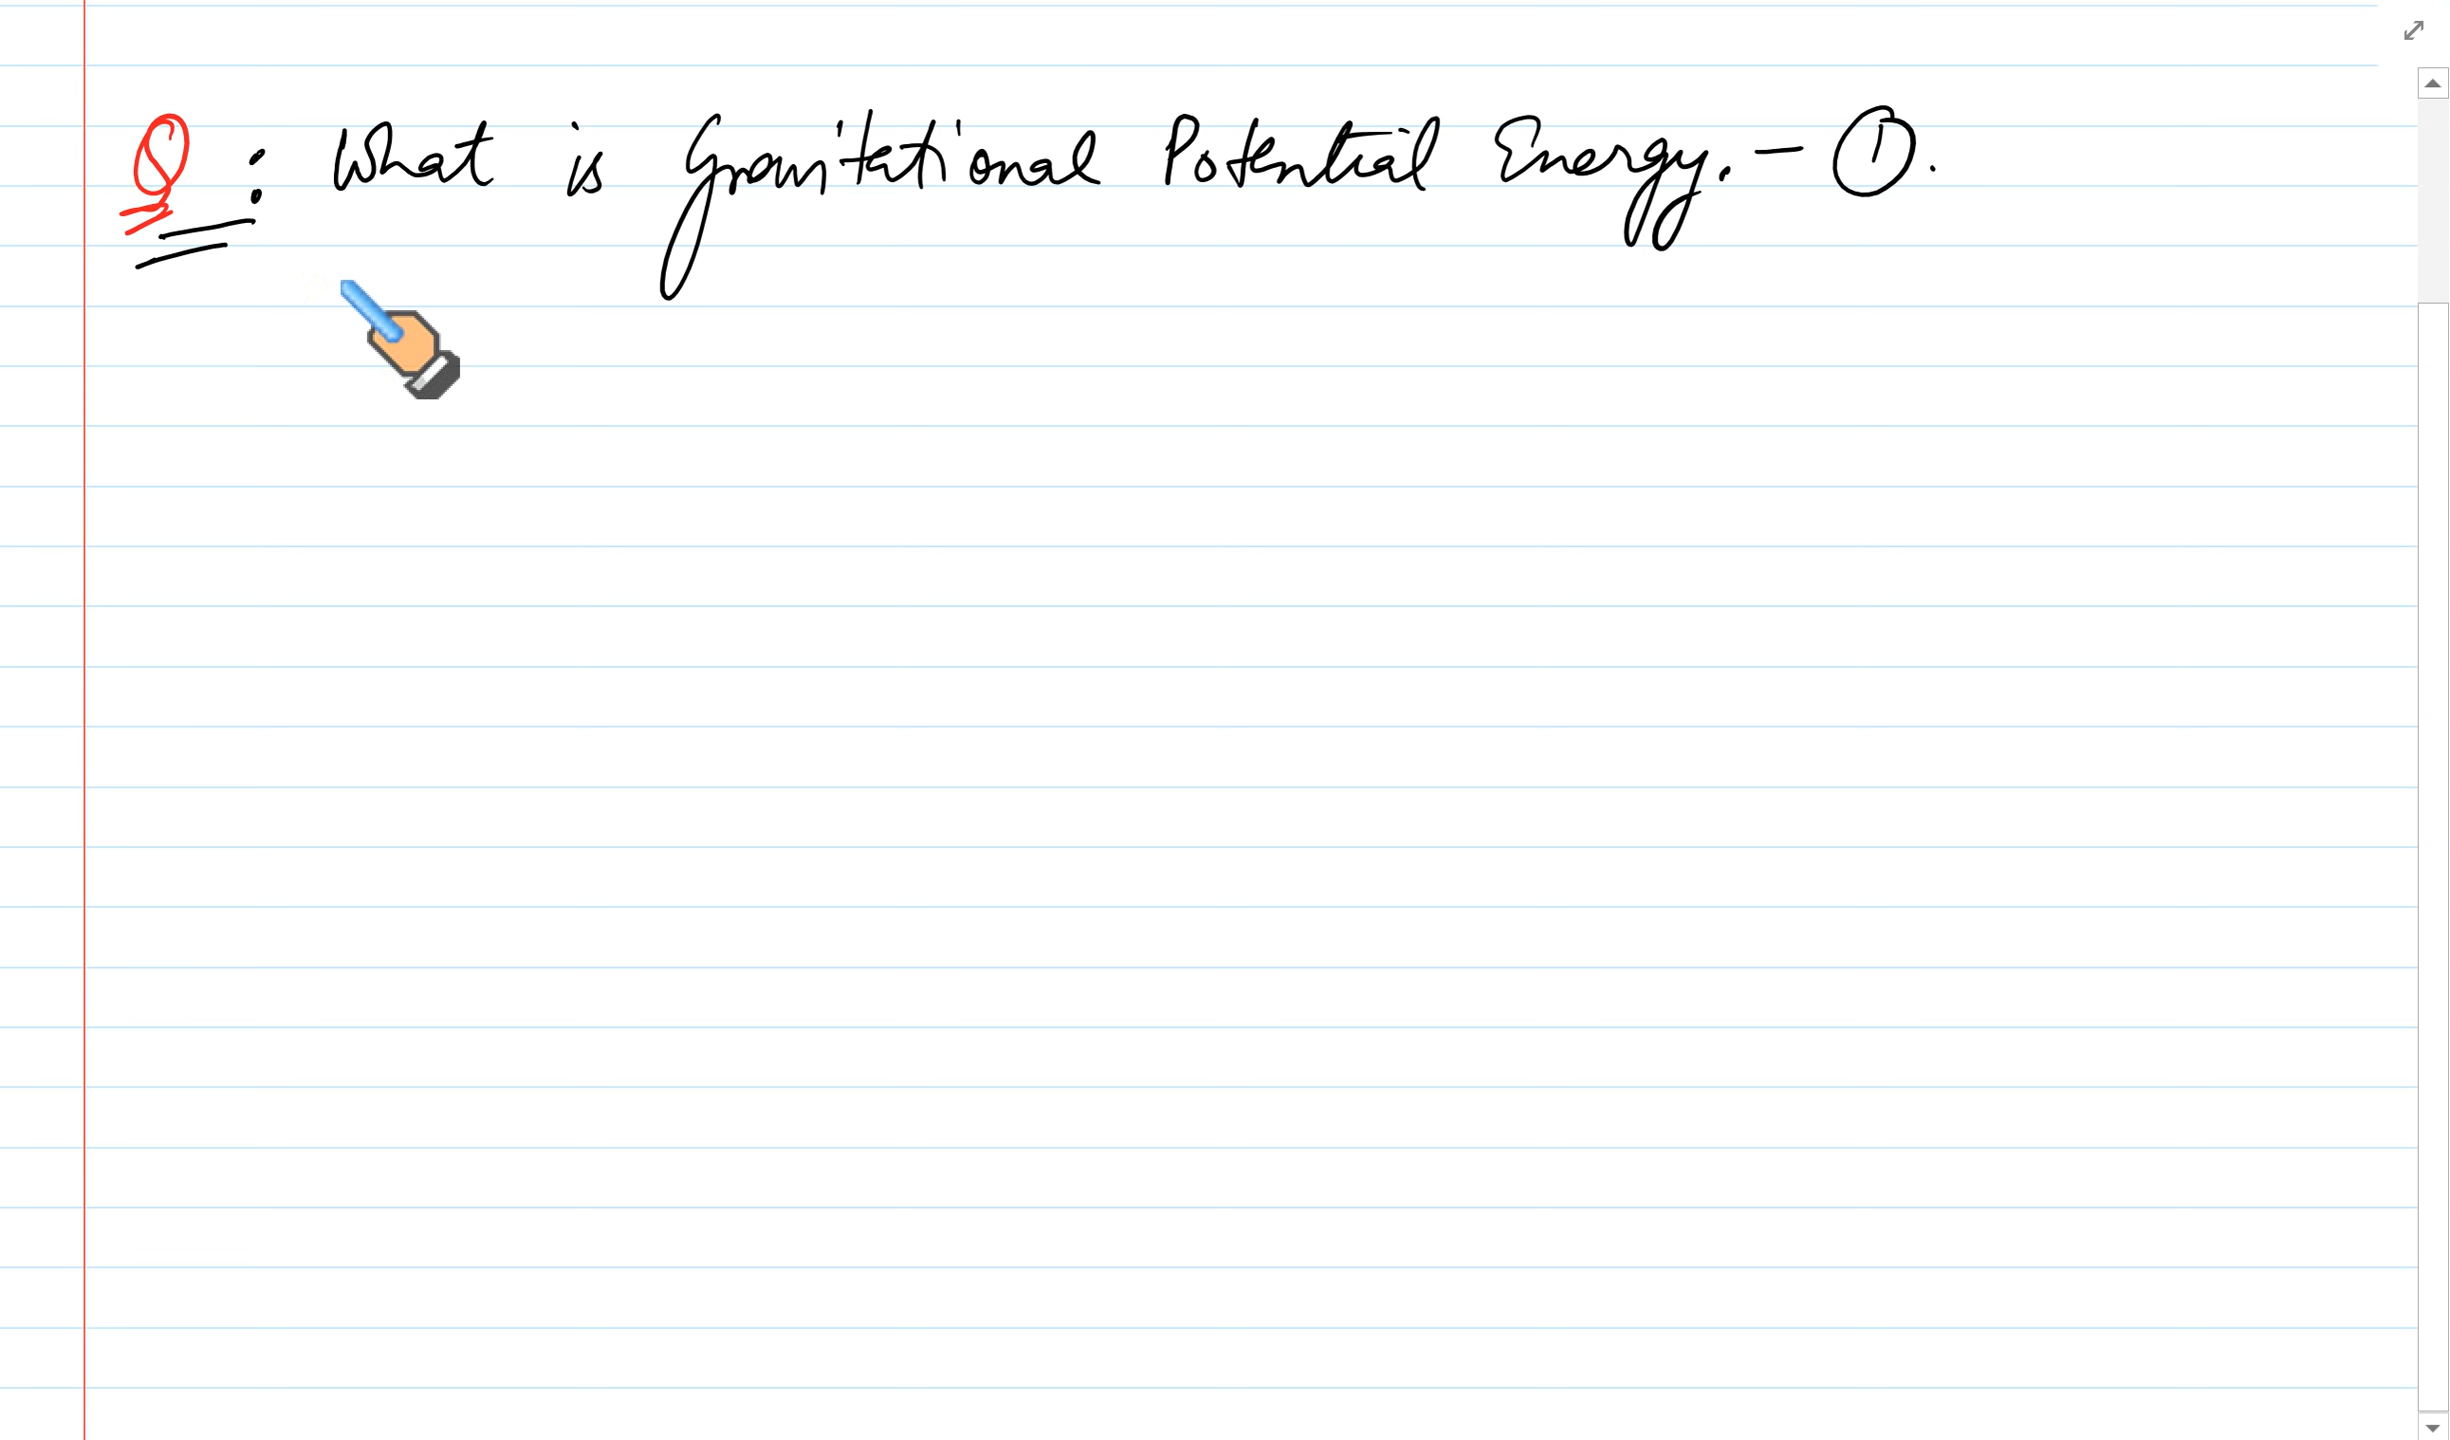 Q: What is Gravitational Potential Energy. - ①.